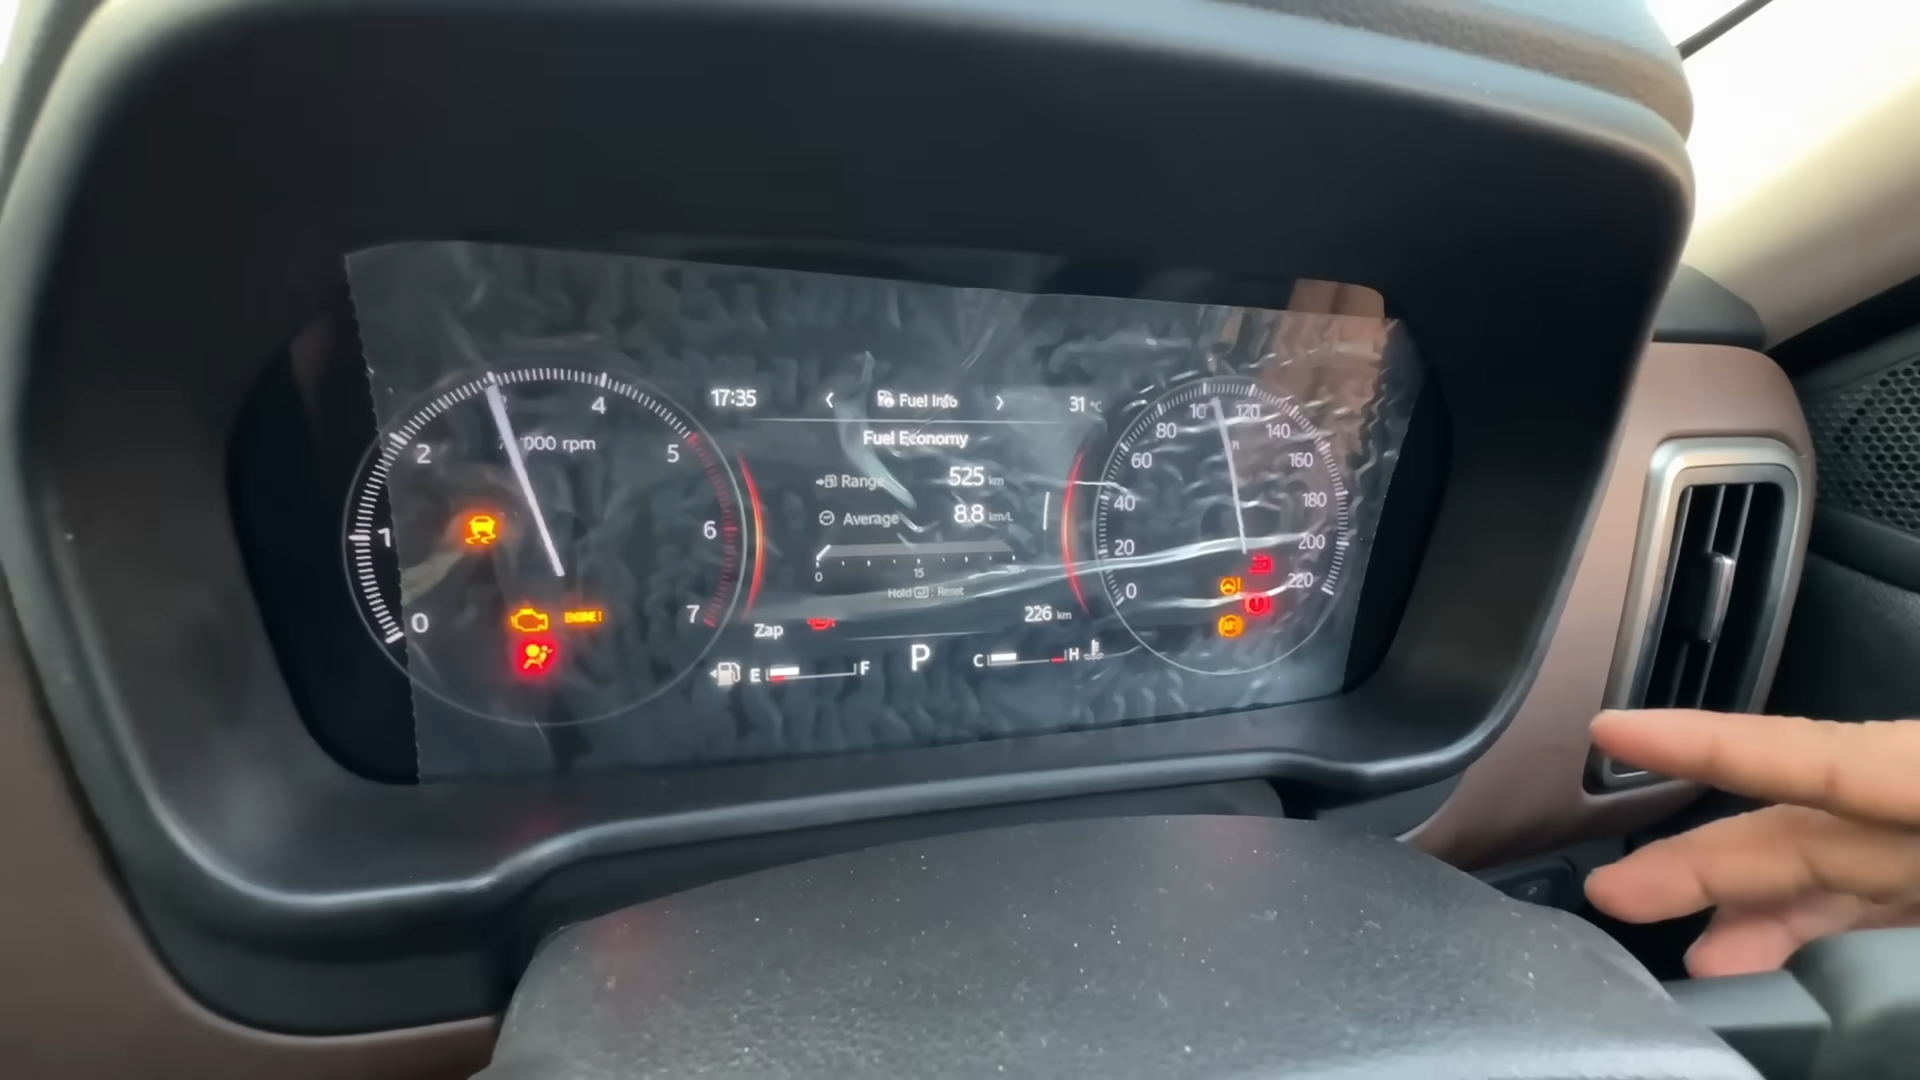 17:35
Fuel Info
31 °C
Fuel Economy
Range 525 km
Average 8.8 km/L
0 15
Hold : Reset
Zap
226 km
E F
P
C H
0 1 2 4 5 6 7
000 rpm
0 20 40 60 80 10 120 140 160 180 200 220
ABS